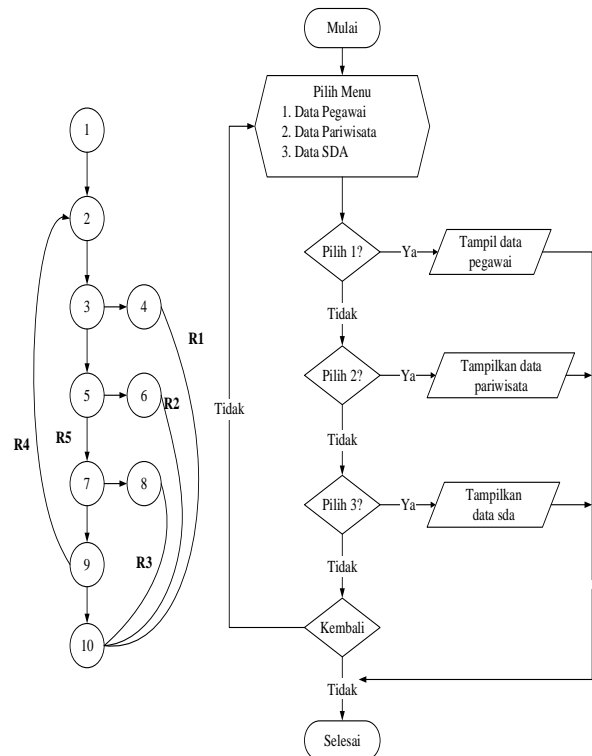 1
2
3
4
R1
5
6
R2
R4
R5
7
8
R3
9
10
Mulai
Pilih Menu
1. Data Pegawai
2. Data Pariwisata
3. Data SDA
Pilih 1?
Ya
Tampil data
pegawai
Tidak
Pilih 2?
Ya
Tampilkan data
pariwisata
Tidak
Tidak
Pilih 3?
Ya
Tampilkan
data sda
Tidak
Kembali
Tidak
Selesai